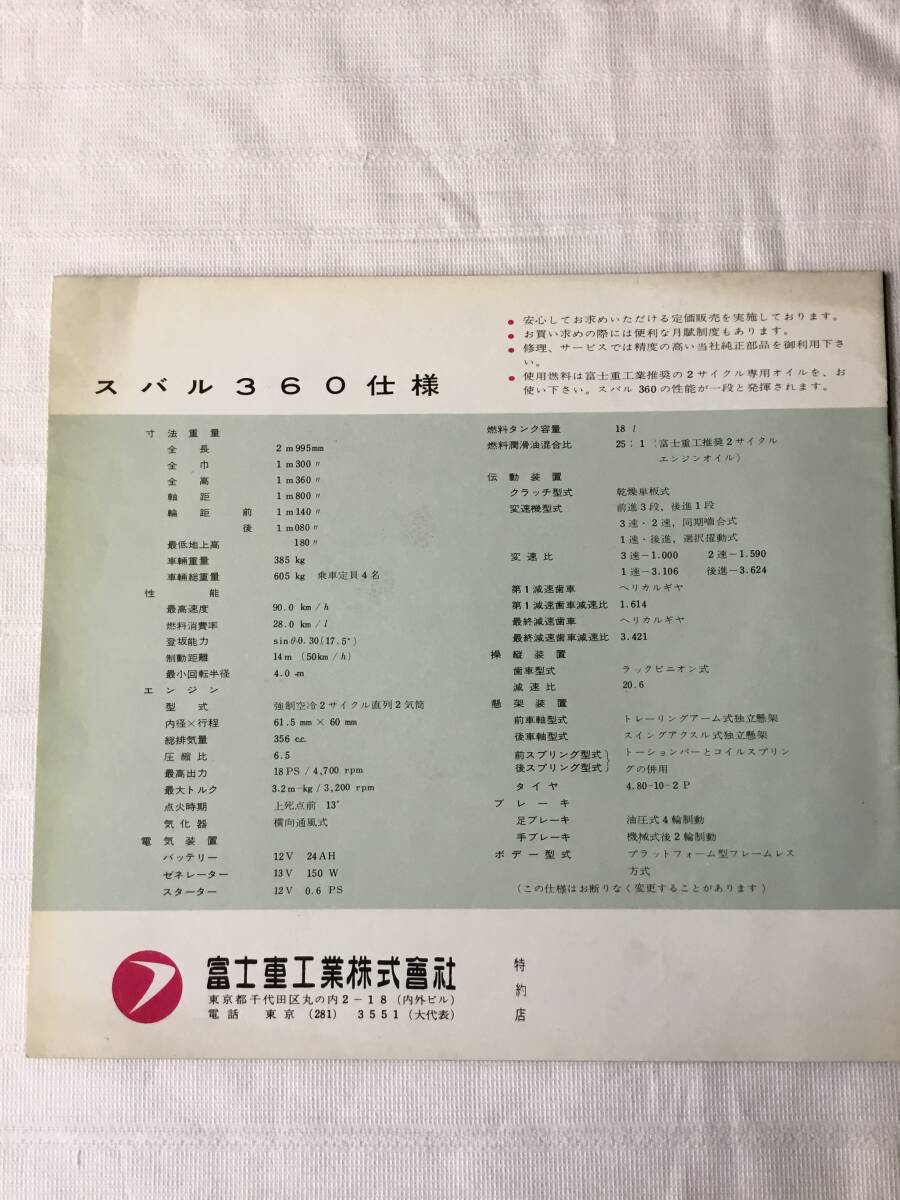 ● 安心してお求めいただける定価販売を実施しております。
● お買い求めの際には便利な月賦制度もあります。
● 修理、サービスでは精度の高い当社純正部品を御利用下さ
い。
● 使用燃料は富士重工業推奨の2サイクル専用オイルを、お
使い下さい。スバル360の性能が一段と発揮されます。
スバル360仕様
寸法重量
全長 2m995mm
全巾 1m300〃
全高 1m360〃
軸距 1m800〃
輪距 前 1m140〃
後 1m080〃
最低地上高 180〃
車輛重量 385 kg
車輛総重量 605 kg 乗車定員4名
性能
最高速度 90.0 km/h
燃料消費率 28.0 km/l
登坂能力 sinθ0.30(17.5°)
制動距離 14m (50km/h)
最小回転半径 4.0 m
エンジン
型式 強制空冷2サイクル直列2気筒
内径×行程 61.5 mm × 60 mm
総排気量 356 c.c.
圧縮比 6.5
最高出力 18 PS / 4,700 rpm
最大トルク 3.2 m-kg / 3,200 rpm
点火時期 上死点前 13°
気化器 横向通風式
電気装置
バッテリー 12V 24AH
ゼネレーター 13V 150W
スターター 12V 0.6 PS
燃料タンク容量 18 l
燃料潤滑油混合比 25:1 (富士重工推奨2サイクル
エンジンオイル)
伝動装置
クラッチ型式 乾燥単板式
変速機型式 前進3段, 後進1段
3速・2速, 同期嚙合式
1速・後進, 選択摺動式
変速比 3速-1.000 2速-1.590
1速-3.106 後進-3.624
第1減速歯車 ヘリカルギヤ
第1減速歯車減速比 1.614
最終減速歯車 ヘリカルギヤ
最終減速歯車減速比 3.421
操縦装置
歯車型式 ラックピニオン式
減速比 20.6
懸架装置
前車軸型式 トレーリングアーム式独立懸架
後車軸型式 スイングアクスル式独立懸架
前スプリング型式 トーションバーとコイルスプリン
後スプリング型式 グの併用
タイヤ 4.80-10-2P
ブレーキ
足ブレーキ 油圧式4輪制動
手ブレーキ 機械式後2輪制動
ボデー型式 プラットフォーム型フレームレス
方式
(この仕様はお断りなく変更することがあります)
富士重工業株式會社
東京都千代田区丸の内2-18 (内外ビル)
電話 東京 (281) 3551 (大代表)
特約店